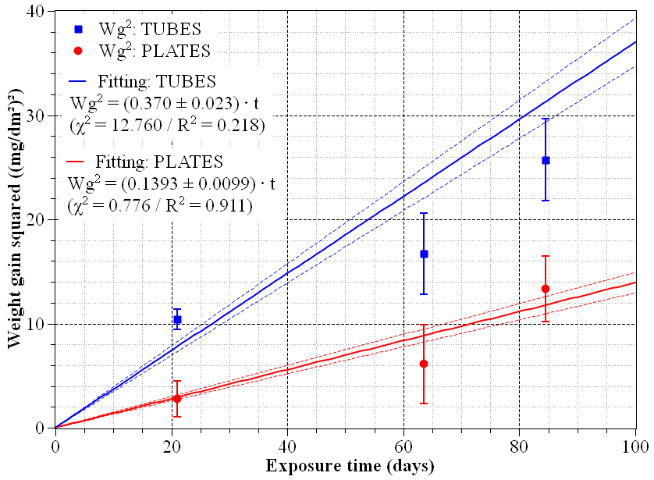 Wg²: TUBES
Wg²: PLATES
Fitting: TUBES
Wg² = (0.370 ± 0.023) · t
(χ² = 12.760 / R² = 0.218)
Fitting: PLATES
Wg² = (0.1393 ± 0.0099) · t
(χ² = 0.776 / R² = 0.911)
Weight gain squared ((mg/dm²)²)
40
30
20
10
0
0 20 40 60 80 100
Exposure time (days)